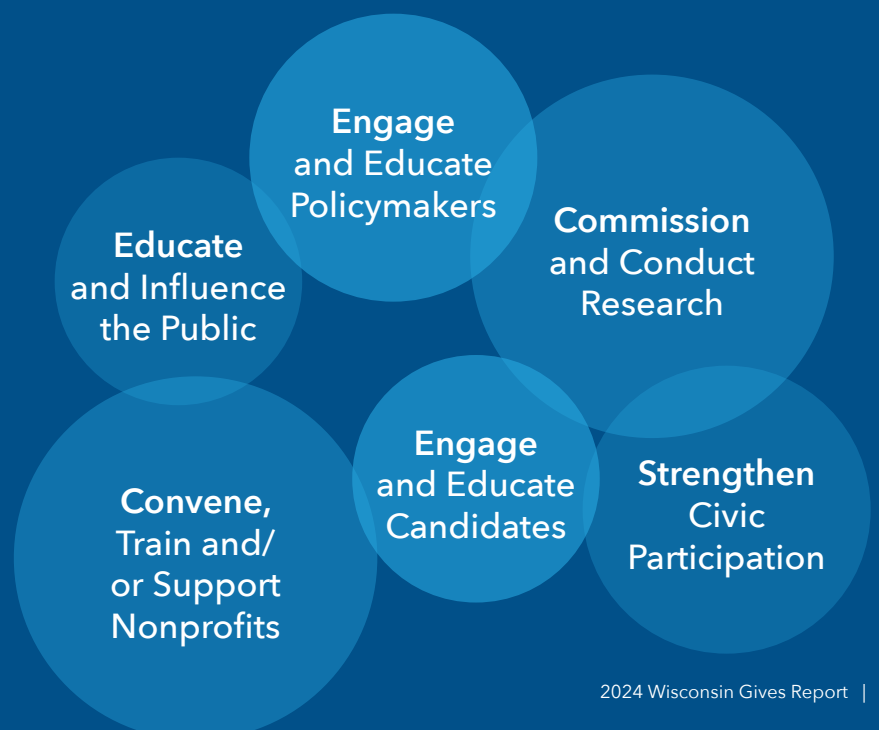 Engage
and Educate
Policymakers
Commission
and Conduct
Research
Educate
and Influence
the Public
Engage
and Educate
Candidates
Strengthen
Civic
Participation
Convene,
Train and/
or Support
Nonprofits
2024 Wisconsin Gives Report |